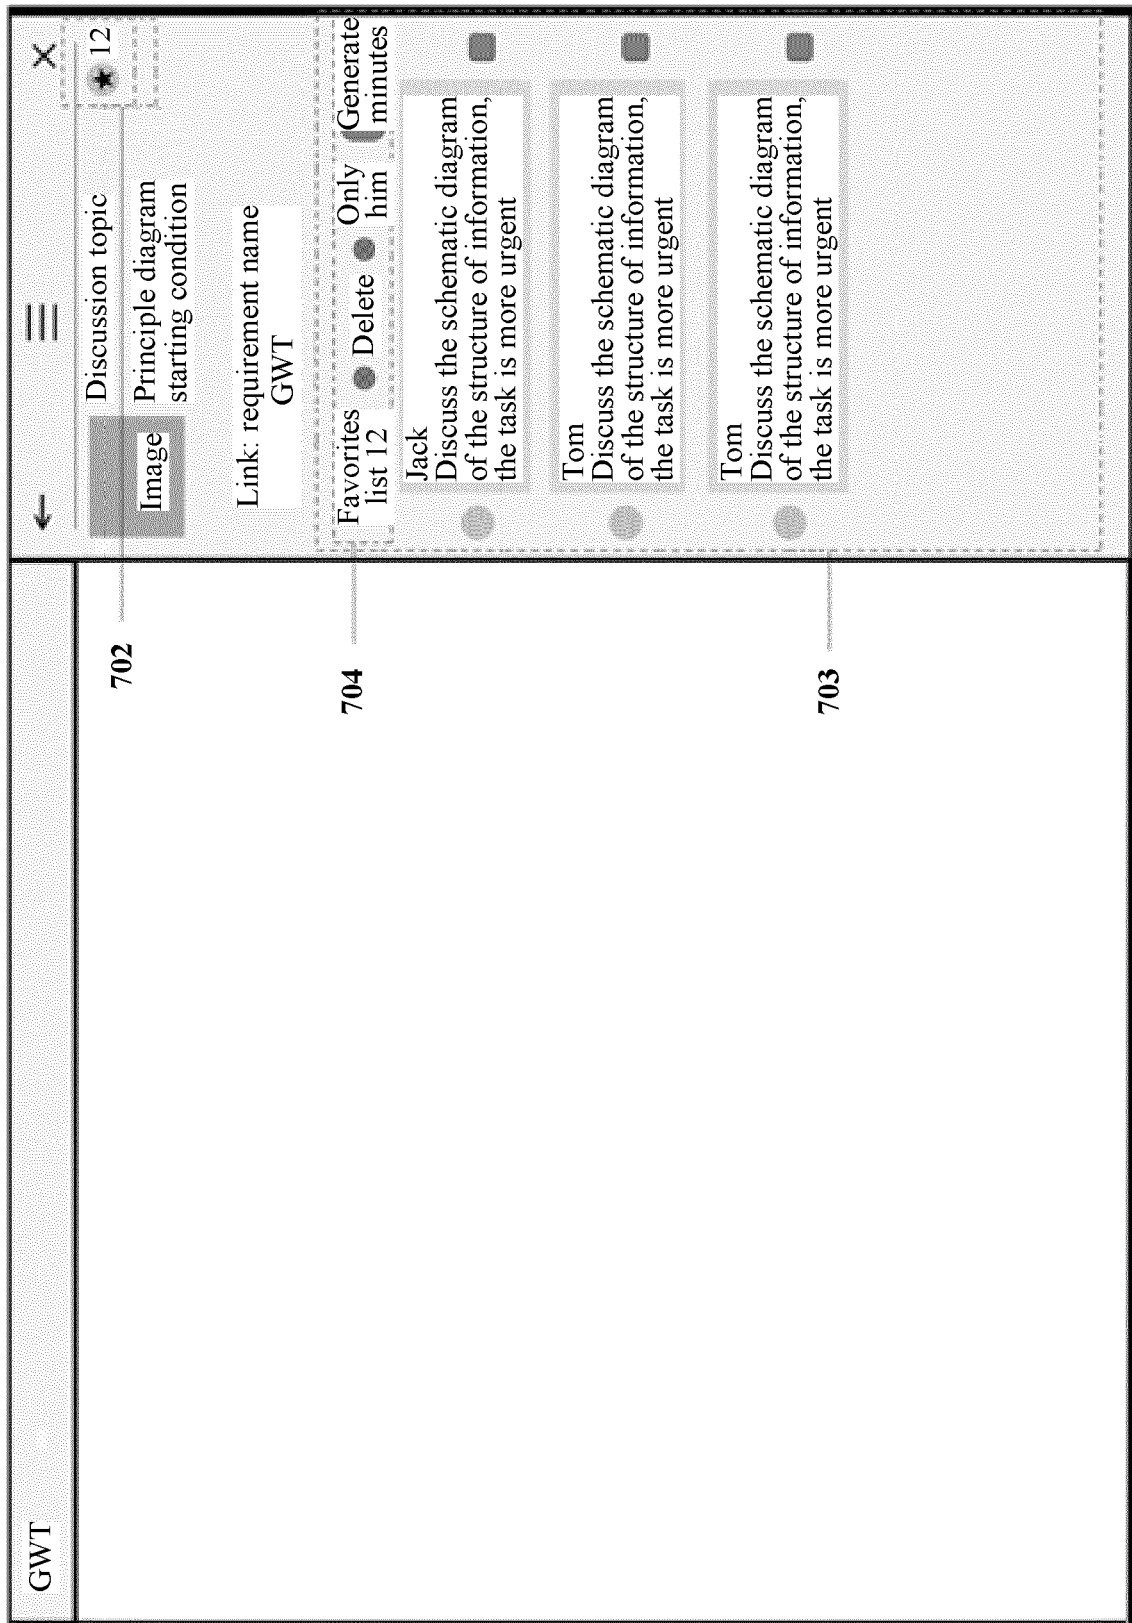 GWT
Discussion topic
12
Image
Principle diagram
starting condition
Link: requirement name
GWT
Favorites
list 12
Delete
Only
him
Generate
minutes
Jack
Discuss the schematic diagram
of the structure of information,
the task is more urgent
Tom
Discuss the schematic diagram
of the structure of information,
the task is more urgent
Tom
Discuss the schematic diagram
of the structure of information,
the task is more urgent
702
704
703